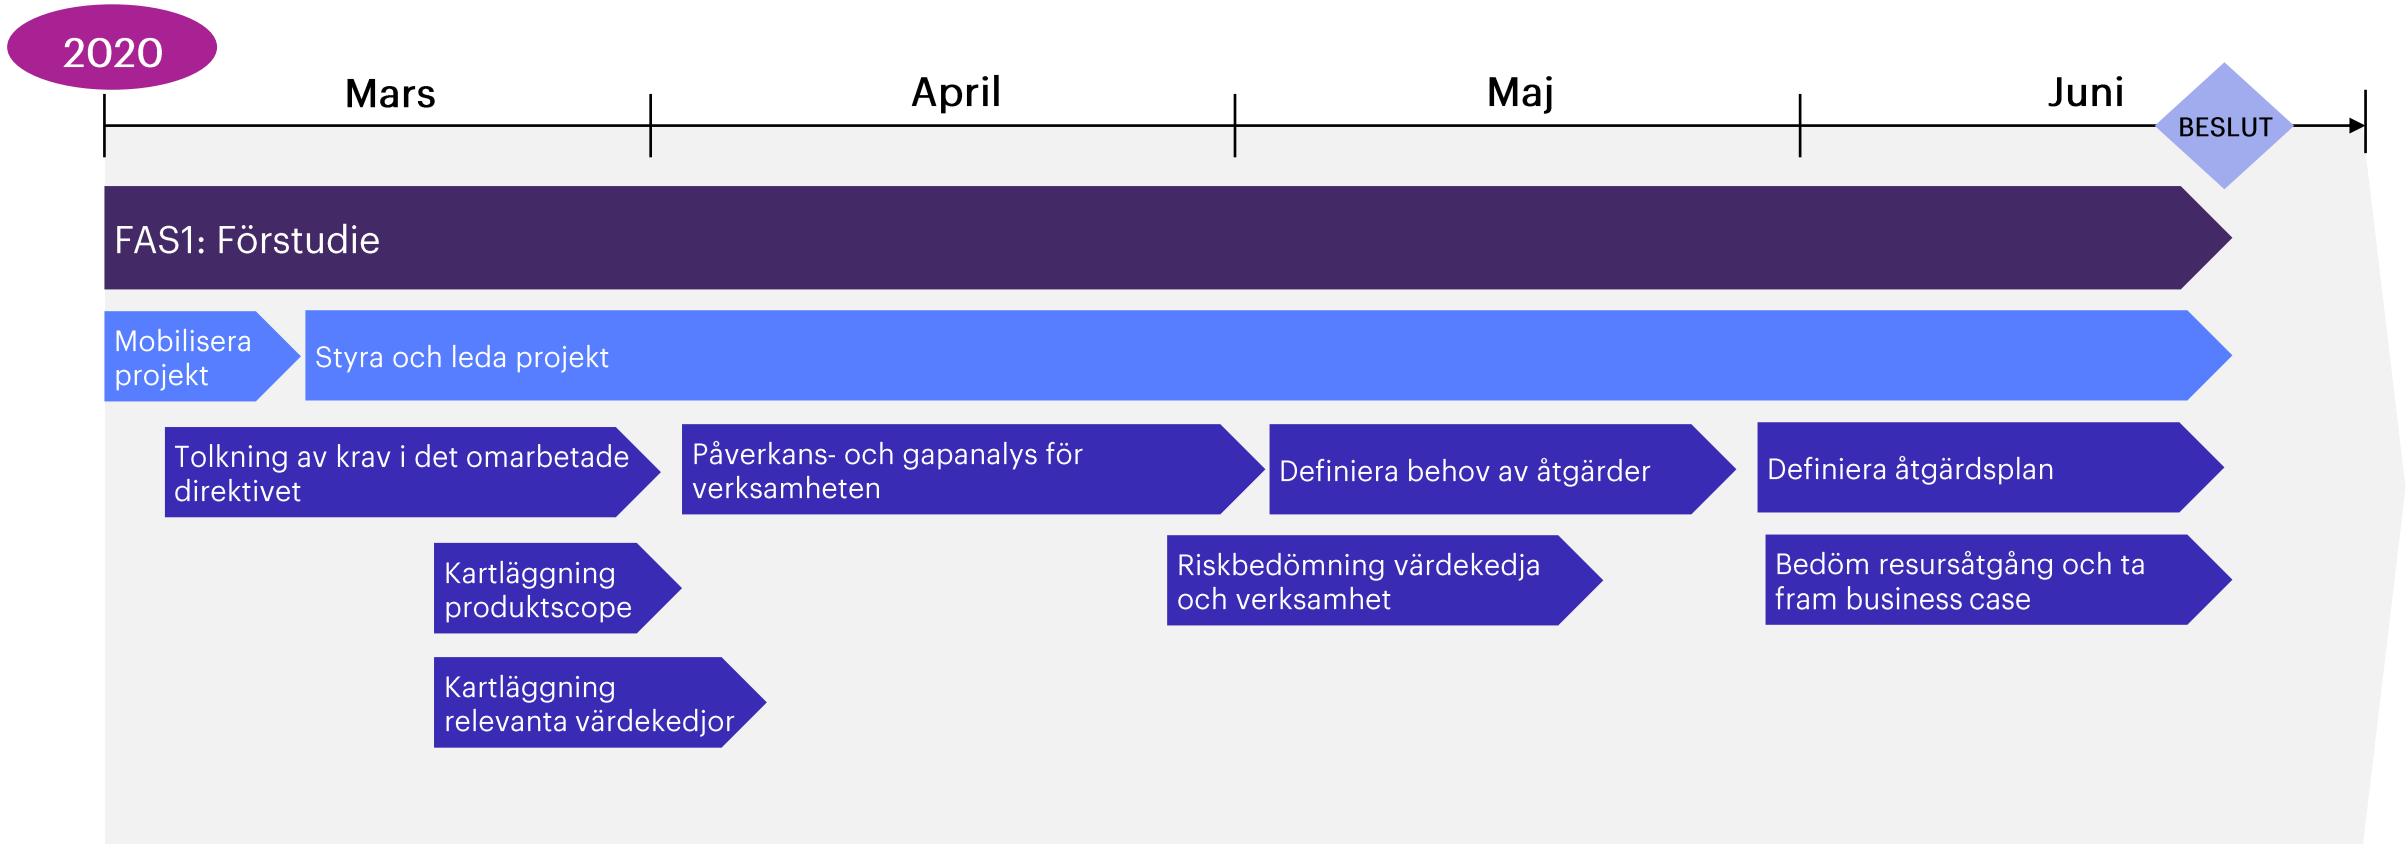 2020
Mars
April
Maj
Juni
BESLUT
FAS1: Förstudie
Mobilisera
projekt
Styra och leda projekt
Tolkning av krav i det omarbetade
direktivet
Påverkans- och gapanalys för
verksamheten
Definiera behov av åtgärder
Definiera åtgärdsplan
Kartläggning
produktscope
Riskbedömning värdekedja
och verksamhet
Bedöm resursåtgång och ta
fram business case
Kartläggning
relevanta värdekedjor